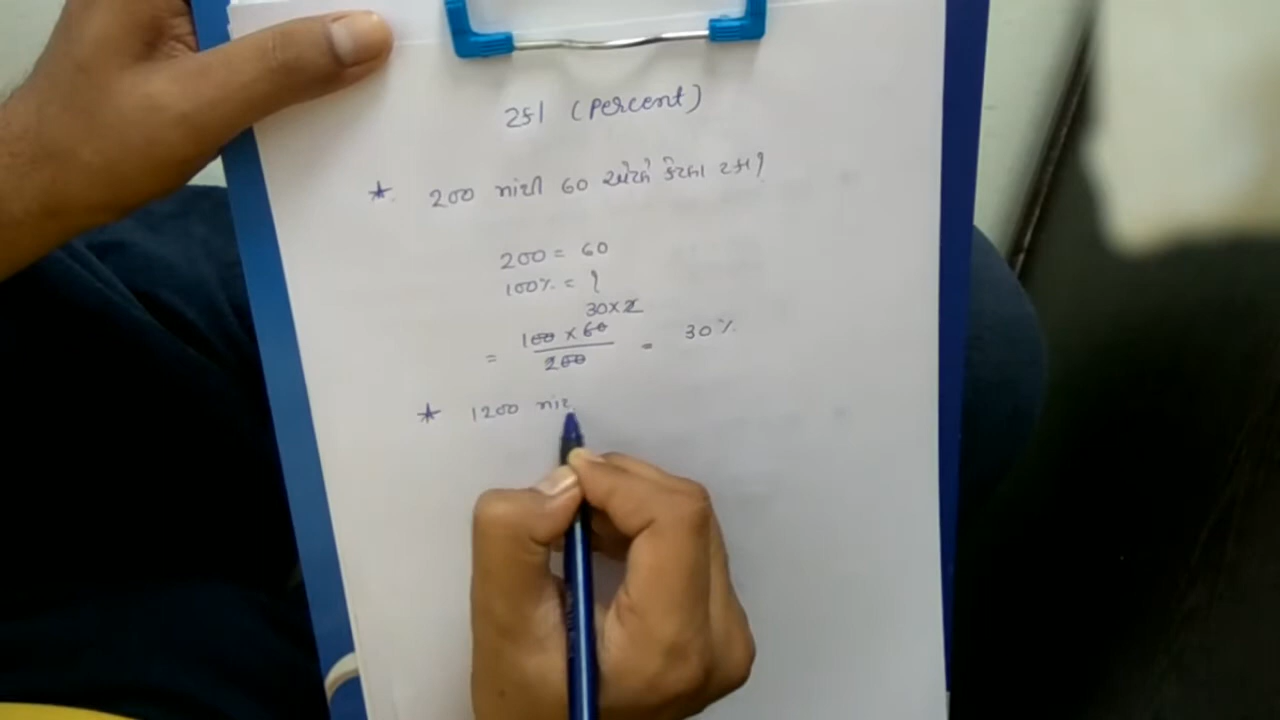 ટકા (percent)
★. 200 માંથી 60 એટલે કેટલા ટકા?
200 = 60
100% = ?
30×2
= 100 × 60 / 200 = 30%
★ 1200 માંથ